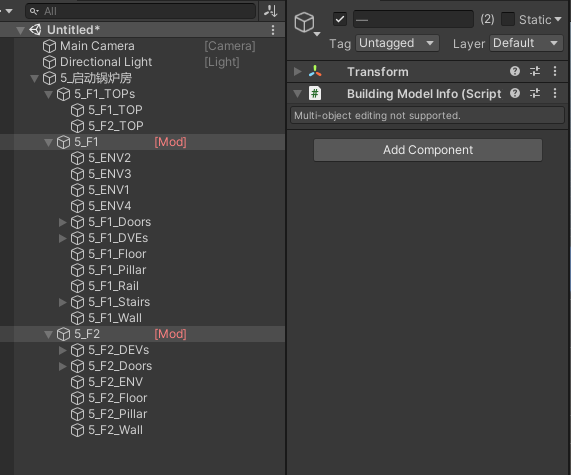 All
Untitled*
Main Camera [Camera]
Directional Light [Light]
5_启动锅炉房
5_F1_TOPs
5_F1_TOP
5_F2_TOP
5_F1 [Mod]
5_ENV2
5_ENV3
5_ENV1
5_ENV4
5_F1_Doors
5_F1_DVEs
5_F1_Floor
5_F1_Pillar
5_F1_Rail
5_F1_Stairs
5_F1_Wall
5_F2 [Mod]
5_F2_DEVs
5_F2_Doors
5_F2_ENV
5_F2_Floor
5_F2_Pillar
5_F2_Wall
— (2) Static
Tag Untagged Layer Default
Transform
# Building Model Info (Script
Multi-object editing not supported.
Add Component